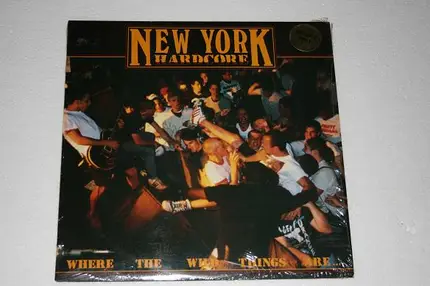 NEW YORK
HARDCORE
WHERE THE WILD THINGS ARE